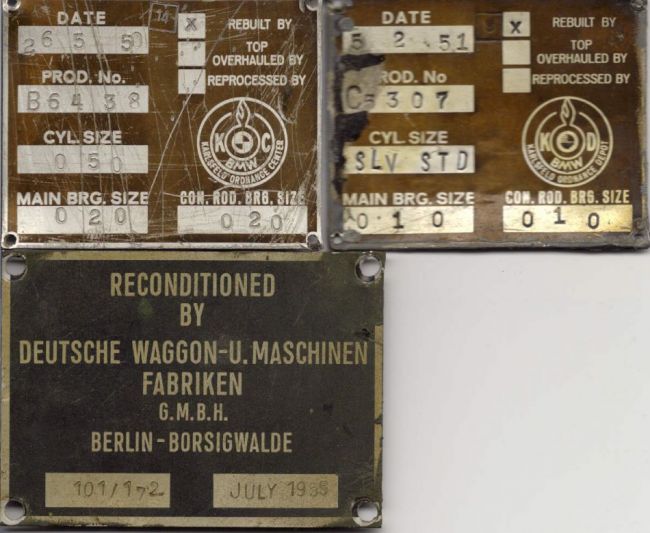 DATE
26 5 50
X REBUILT BY
TOP
OVERHAULED BY
REPROCESSED BY
PROD. No.
B6438
CYL. SIZE
050
K C
BMW
KARLSFELD ORDNANCE CENTER
MAIN BRG. SIZE
020
CON. ROD. BRG. SIZE
020
DATE
5 2 51
X REBUILT BY
TOP
OVERHAULED BY
REPROCESSED BY
PROD. No
C5307
CYL. SIZE
SLV STD
K D
BMW
KARLSFELD ORDNANCE DEPOT
MAIN BRG. SIZE
010
CON. ROD. BRG. SIZE
010
RECONDITIONED
BY
DEUTSCHE WAGGON-U. MASCHINEN
FABRIKEN
G.M.B.H.
BERLIN-BORSIGWALDE
101/172
JULY